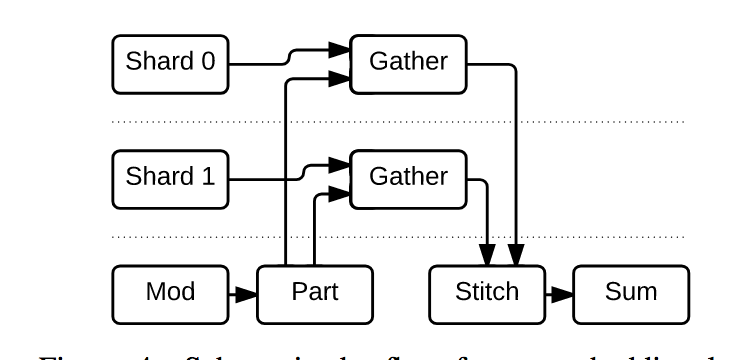 Shard 0 Gather
Shard 1 Gather
Mod Part Stitch Sum